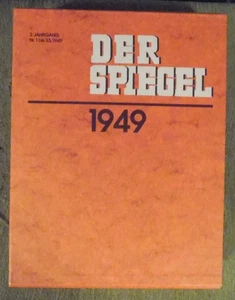 3. JAHRGANG
DER
SPIEGEL
1949